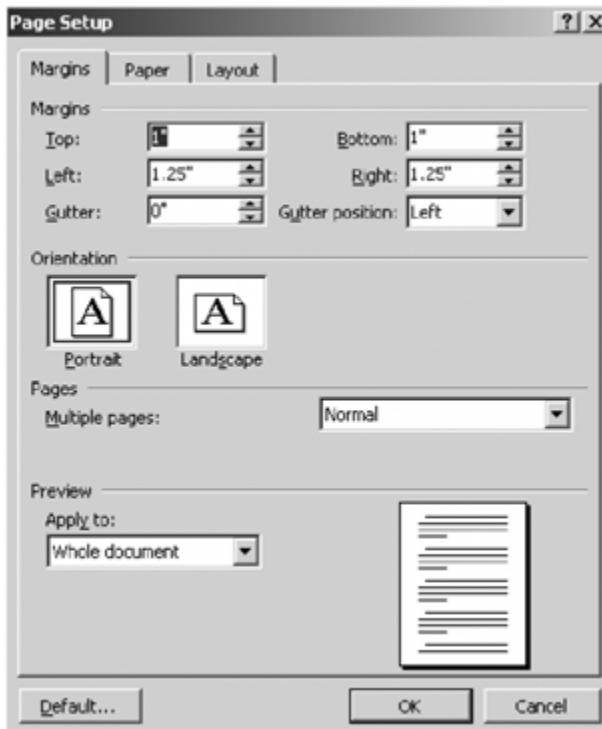 Page Setup
Margins Paper Layout
Margins
Top: 1" Bottom: 1"
Left: 1.25" Right: 1.25"
Gutter: 0" Gutter position: Left
Orientation
A A
Portrait Landscape
Pages
Multiple pages: Normal
Preview
Apply to:
Whole document
Default... OK Cancel